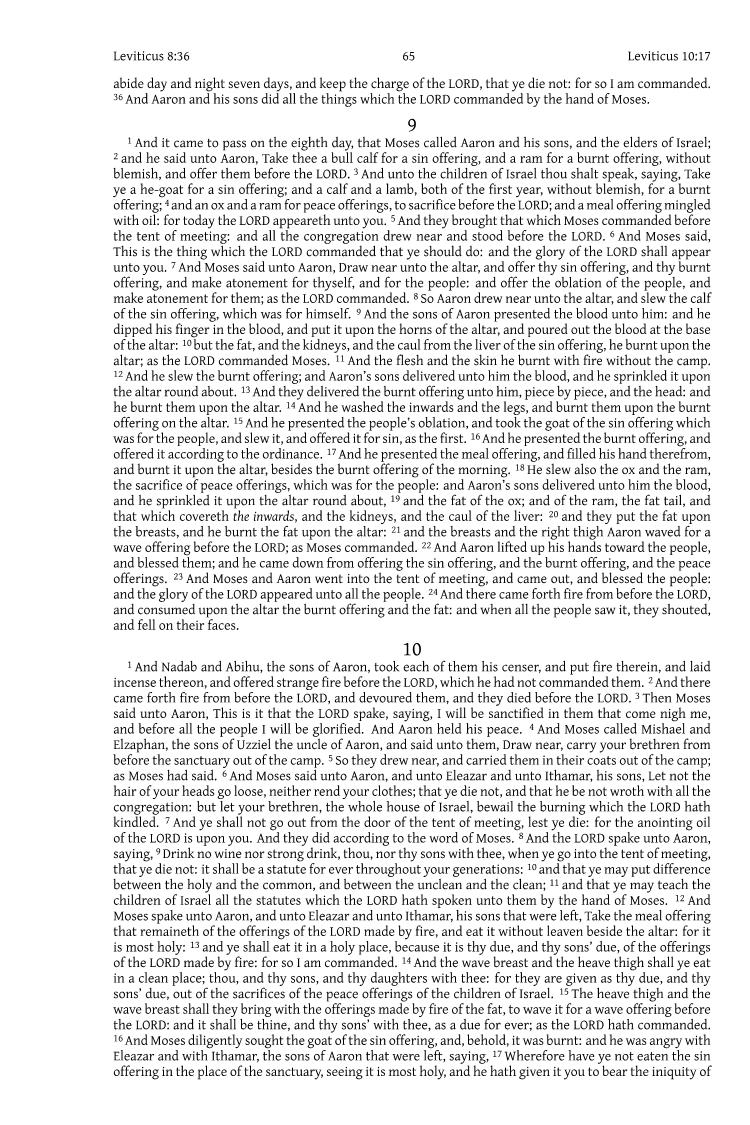 Leviticus 8:36 65 Leviticus 10:17
abide day and night seven days, and keep the charge of the LORD, that ye die not: for so I am commanded.
36 And Aaron and his sons did all the things which the LORD commanded by the hand of Moses.
9
1 And it came to pass on the eighth day, that Moses called Aaron and his sons, and the elders of Israel;
2 and he said unto Aaron, Take thee a bull calf for a sin offering, and a ram for a burnt offering, without
blemish, and offer them before the LORD. 3 And unto the children of Israel thou shalt speak, saying, Take
ye a he-goat for a sin offering; and a calf and a lamb, both of the first year, without blemish, for a burnt
offering; 4 and an ox and a ram for peace offerings, to sacrifice before the LORD; and a meal offering mingled
with oil: for today the LORD appeareth unto you. 5 And they brought that which Moses commanded before
the tent of meeting: and all the congregation drew near and stood before the LORD. 6 And Moses said,
This is the thing which the LORD commanded that ye should do: and the glory of the LORD shall appear
unto you. 7 And Moses said unto Aaron, Draw near unto the altar, and offer thy sin offering, and thy burnt
offering, and make atonement for thyself, and for the people: and offer the oblation of the people, and
make atonement for them; as the LORD commanded. 8 So Aaron drew near unto the altar, and slew the calf
of the sin offering, which was for himself. 9 And the sons of Aaron presented the blood unto him: and he
dipped his finger in the blood, and put it upon the horns of the altar, and poured out the blood at the base
of the altar: 10 but the fat, and the kidneys, and the caul from the liver of the sin offering, he burnt upon the
altar; as the LORD commanded Moses. 11 And the flesh and the skin he burnt with fire without the camp.
12 And he slew the burnt offering; and Aaron's sons delivered unto him the blood, and he sprinkled it upon
the altar round about. 13 And they delivered the burnt offering unto him, piece by piece, and the head: and
he burnt them upon the altar. 14 And he washed the inwards and the legs, and burnt them upon the burnt
offering on the altar. 15 And he presented the people's oblation, and took the goat of the sin offering which
was for the people, and slew it, and offered it for sin, as the first. 16 And he presented the burnt offering, and
offered it according to the ordinance. 17 And he presented the meal offering, and filled his hand therefrom,
and burnt it upon the altar, besides the burnt offering of the morning. 18 He slew also the ox and the ram,
the sacrifice of peace offerings, which was for the people: and Aaron's sons delivered unto him the blood,
and he sprinkled it upon the altar round about, 19 and the fat of the ox; and of the ram, the fat tail, and
that which covereth the inwards, and the kidneys, and the caul of the liver: 20 and they put the fat upon
the breasts, and he burnt the fat upon the altar: 21 and the breasts and the right thigh Aaron waved for a
wave offering before the LORD; as Moses commanded. 22 And Aaron lifted up his hands toward the people,
and blessed them; and he came down from offering the sin offering, and the burnt offering, and the peace
offerings. 23 And Moses and Aaron went into the tent of meeting, and came out, and blessed the people:
and the glory of the LORD appeared unto all the people. 24 And there came forth fire from before the LORD,
and consumed upon the altar the burnt offering and the fat: and when all the people saw it, they shouted,
and fell on their faces.
10
1 And Nadab and Abihu, the sons of Aaron, took each of them his censer, and put fire therein, and laid
incense thereon, and offered strange fire before the LORD, which he had not commanded them. 2 And there
came forth fire from before the LORD, and devoured them, and they died before the LORD. 3 Then Moses
said unto Aaron, This is it that the LORD spake, saying, I will be sanctified in them that come nigh me,
and before all the people I will be glorified. And Aaron held his peace. 4 And Moses called Mishael and
Elzaphan, the sons of Uzziel the uncle of Aaron, and said unto them, Draw near, carry your brethren from
before the sanctuary out of the camp. 5 So they drew near, and carried them in their coats out of the camp;
as Moses had said. 6 And Moses said unto Aaron, and unto Eleazar and unto Ithamar, his sons, Let not the
hair of your heads go loose, neither rend your clothes; that ye die not, and that he be not wroth with all the
congregation: but let your brethren, the whole house of Israel, bewail the burning which the LORD hath
kindled. 7 And ye shall not go out from the door of the tent of meeting, lest ye die: for the anointing oil
of the LORD is upon you. And they did according to the word of Moses. 8 And the LORD spake unto Aaron,
saying, 9 Drink no wine nor strong drink, thou, nor thy sons with thee, when ye go into the tent of meeting,
that ye die not: it shall be a statute for ever throughout your generations: 10 and that ye may put difference
between the holy and the common, and between the unclean and the clean; 11 and that ye may teach the
children of Israel all the statutes which the LORD hath spoken unto them by the hand of Moses. 12 And
Moses spake unto Aaron, and unto Eleazar and unto Ithamar, his sons that were left, Take the meal offering
that remaineth of the offerings of the LORD made by fire, and eat it without leaven beside the altar: for it
is most holy: 13 and ye shall eat it in a holy place, because it is thy due, and thy sons' due, of the offerings
of the LORD made by fire: for so I am commanded. 14 And the wave breast and the heave thigh shall ye eat
in a clean place; thou, and thy sons, and thy daughters with thee: for they are given as thy due, and thy
sons' due, out of the sacrifices of the peace offerings of the children of Israel. 15 The heave thigh and the
wave breast shall they bring with the offerings made by fire of the fat, to wave it for a wave offering before
the LORD: and it shall be thine, and thy sons' with thee, as a due for ever; as the LORD hath commanded.
16 And Moses diligently sought the goat of the sin offering, and, behold, it was burnt: and he was angry with
Eleazar and with Ithamar, the sons of Aaron that were left, saying, 17 Wherefore have ye not eaten the sin
offering in the place of the sanctuary, seeing it is most holy, and he hath given it you to bear the iniquity of